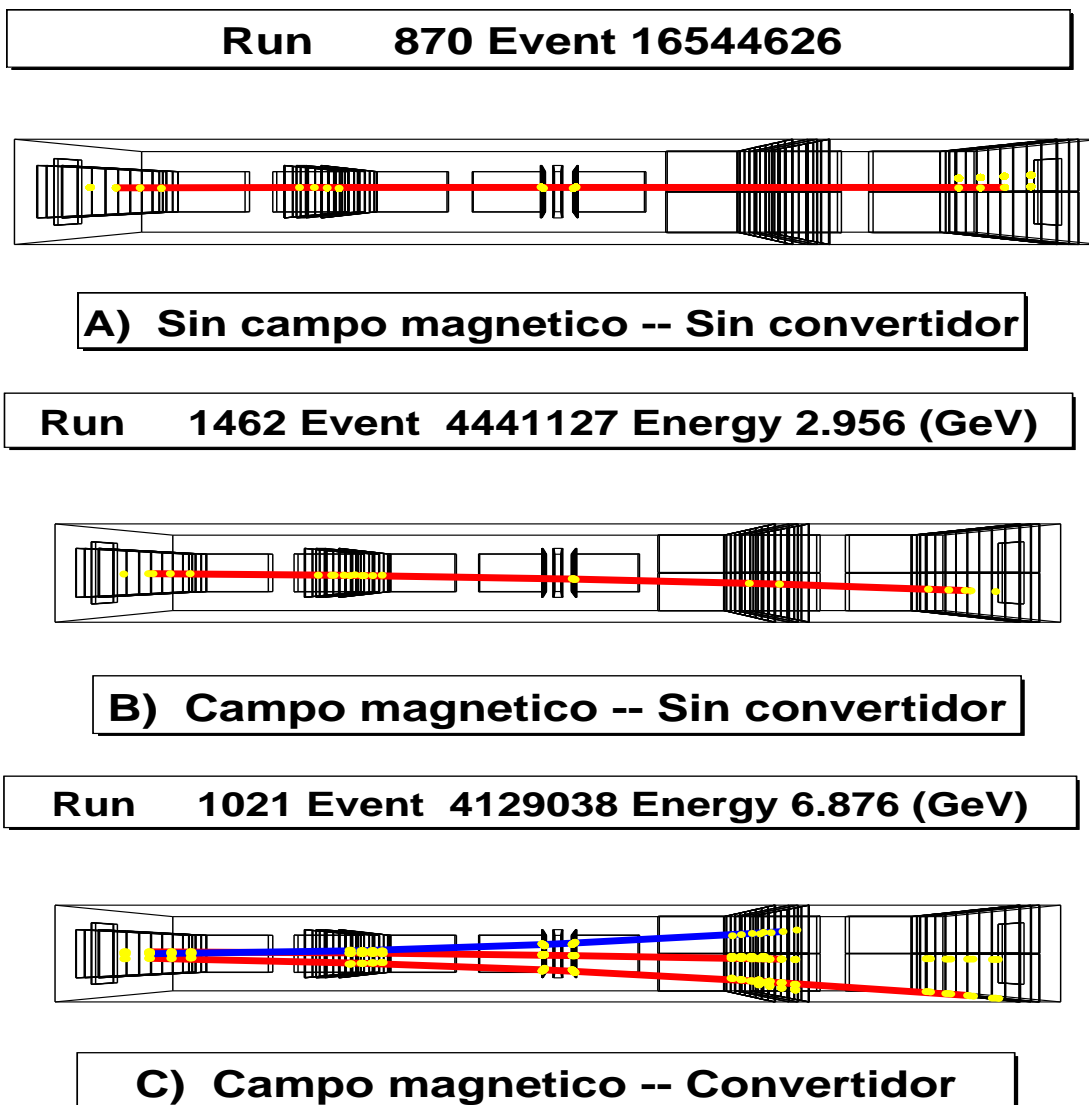 Run 870 Event 16544626
A) Sin campo magnetico -- Sin convertidor
Run 1462 Event 4441127 Energy 2.956 (GeV)
B) Campo magnetico -- Sin convertidor
Run 1021 Event 4129038 Energy 6.876 (GeV)
C) Campo magnetico -- Convertidor